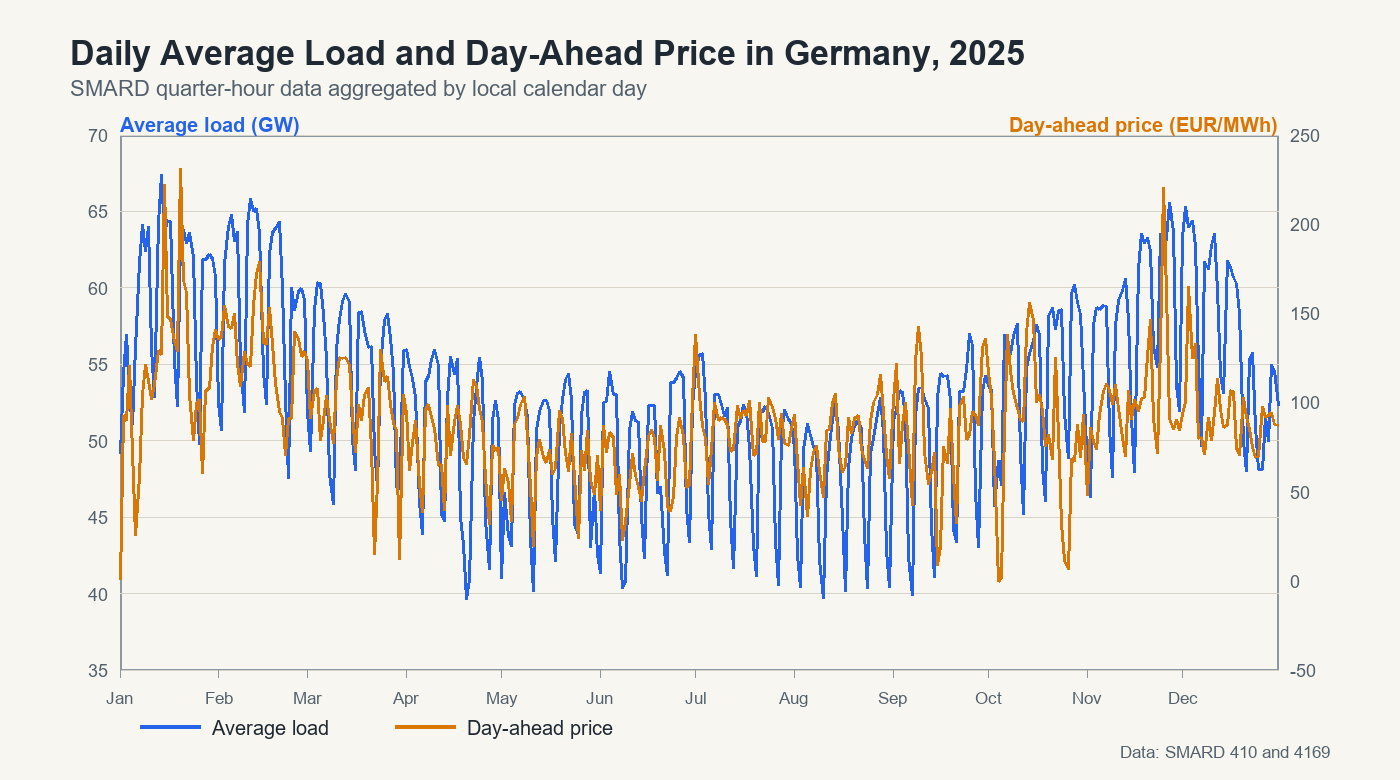 Daily Average Load and Day-Ahead Price in Germany, 2025
SMARD quarter-hour data aggregated by local calendar day
Average load (GW) Day-ahead price (EUR/MWh)
70 250
65
200
60
150
55
100
50
50
45
0
40
35 -50
Jan Feb Mar Apr May Jun Jul Aug Sep Oct Nov Dec
Average load Day-ahead price
Data: SMARD 410 and 4169